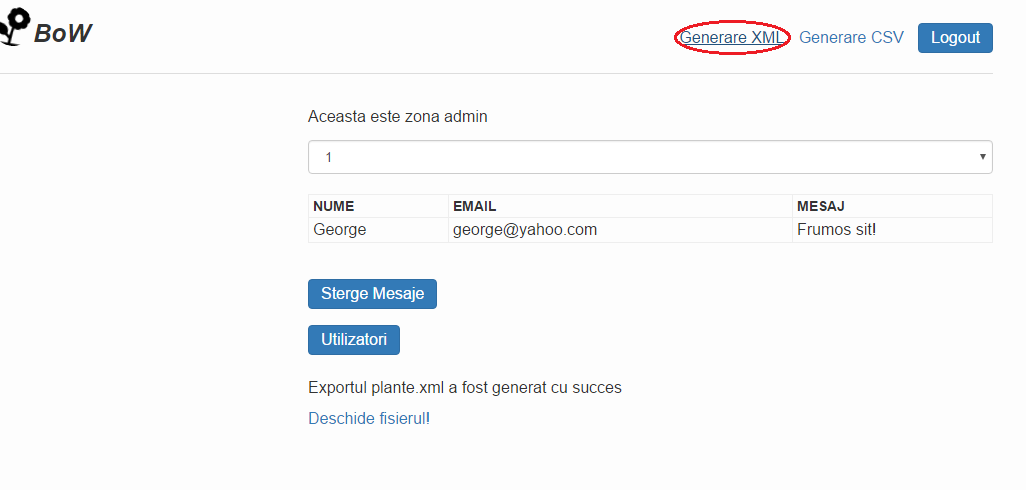 BoW
Generare XML Generare CSV Logout
Aceasta este zona admin
1
NUME EMAIL MESAJ
George george@yahoo.com Frumos sit!
Sterge Mesaje
Utilizatori
Exportul plante.xml a fost generat cu succes
Deschide fisierul!